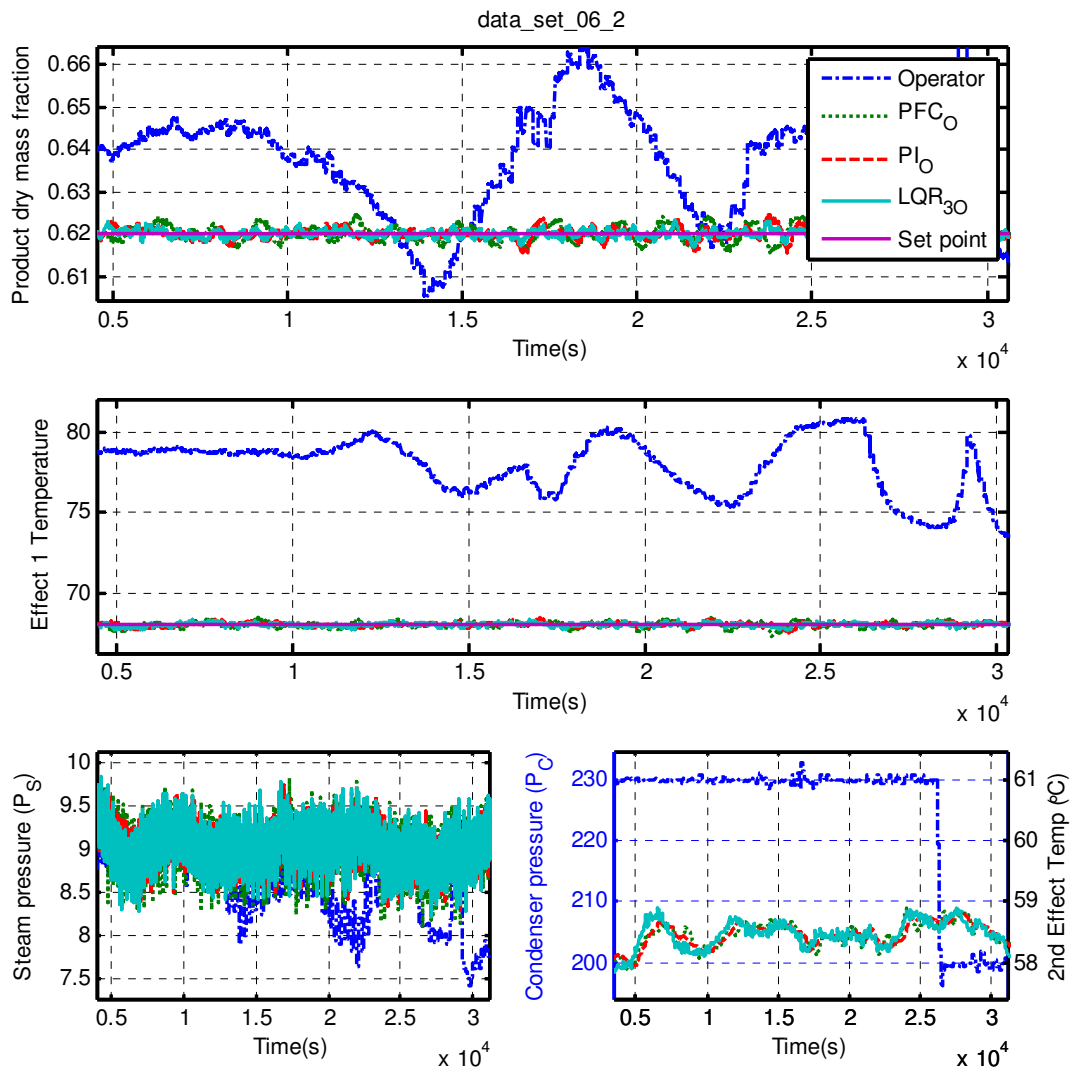 data_set_06_2
Product dry mass fraction
0.66
0.65
0.64
0.63
0.62
0.61
Operator
PFC_O
PI_O
LQR_3O
Set point
0.5 1 1.5 2 2.5 3
Time(s)
x 10^4
Effect 1 Temperature
80
75
70
0.5 1 1.5 2 2.5 3
Time(s)
x 10^4
Steam pressure (P_S)
10
9.5
9
8.5
8
7.5
0.5 1 1.5 2 2.5 3
Time(s)
x 10^4
Condenser pressure (P_C)
230
220
210
200
61
60
59
58
2nd Effect Temp (ºC)
0.5 1 1.5 2 2.5 3
Time(s)
x 10^4